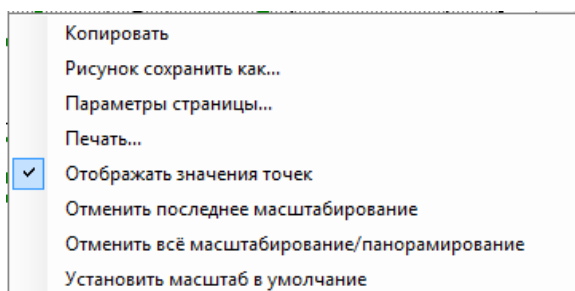 Копировать
Рисунок сохранить как...
Параметры страницы...
Печать...
Отображать значения точек
Отменить последнее масштабирование
Отменить всё масштабирование/панорамирование
Установить масштаб в умолчание